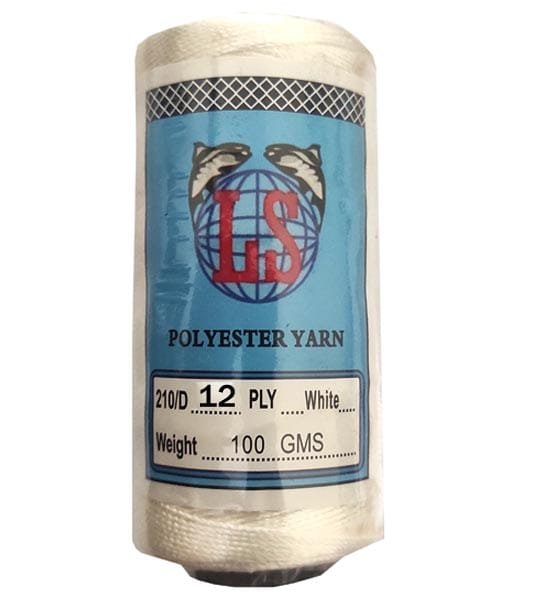 LS
POLYESTER YARN
210/D 12 PLY .....White.....
Weight ..... 100 GMS